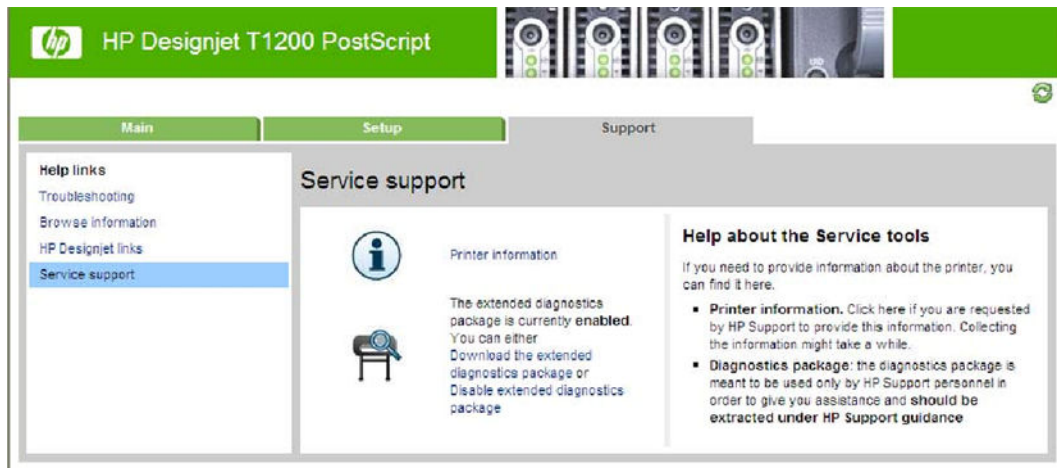 hp HP Designjet T1200 PostScript
Main Setup Support
Help links
Troubleshooting
Browse information
HP Designjet links
Service support
Service support
Printer information
The extended diagnostics
package is currently enabled.
You can either
Download the extended
diagnostics package or
Disable extended diagnostics
package
Help about the Service tools
If you need to provide information about the printer, you
can find it here.
▪ Printer information. Click here if you are requested
by HP Support to provide this information. Collecting
the information might take a while.
▪ Diagnostics package: the diagnostics package is
meant to be used only by HP Support personnel in
order to give you assistance and should be
extracted under HP Support guidance